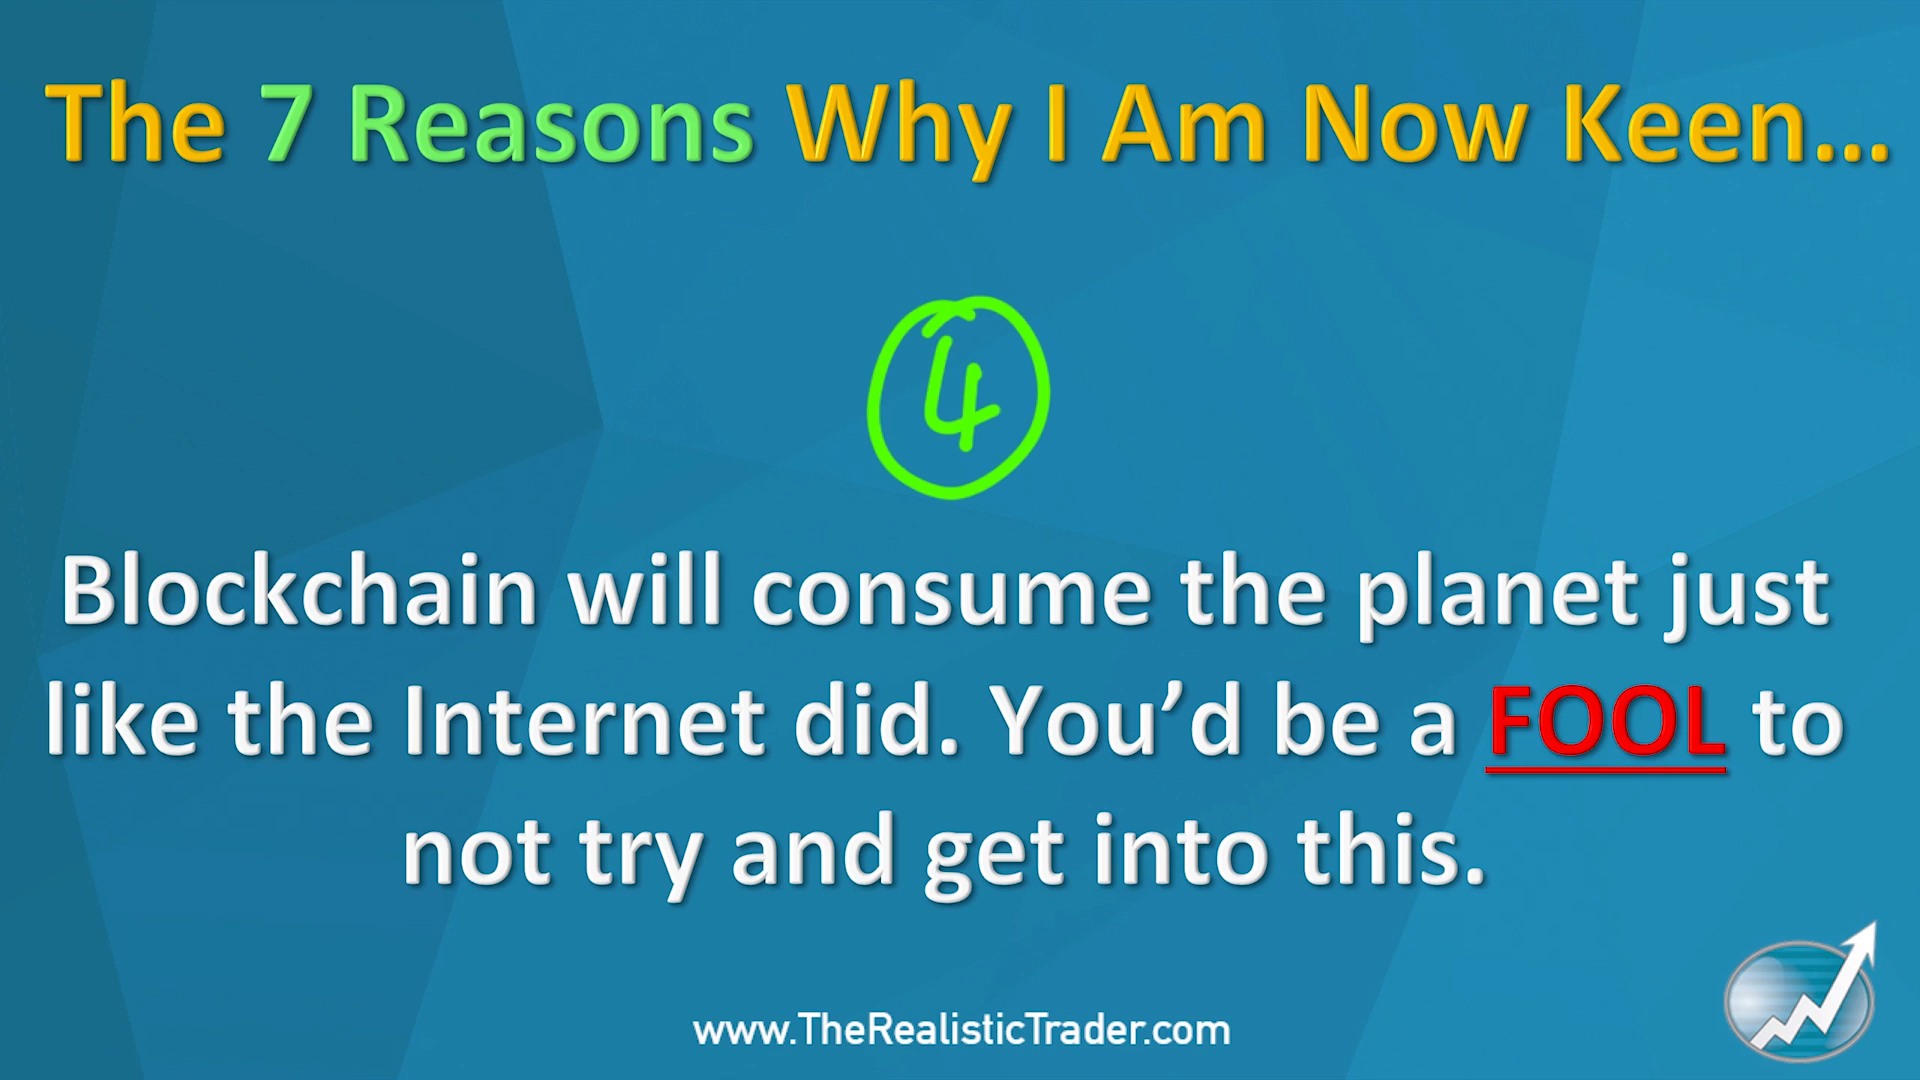 The 7 Reasons Why I Am Now Keen...
4
Blockchain will consume the planet just
like the Internet did. You’d be a FOOL to
not try and get into this.
www.TheRealisticTrader.com